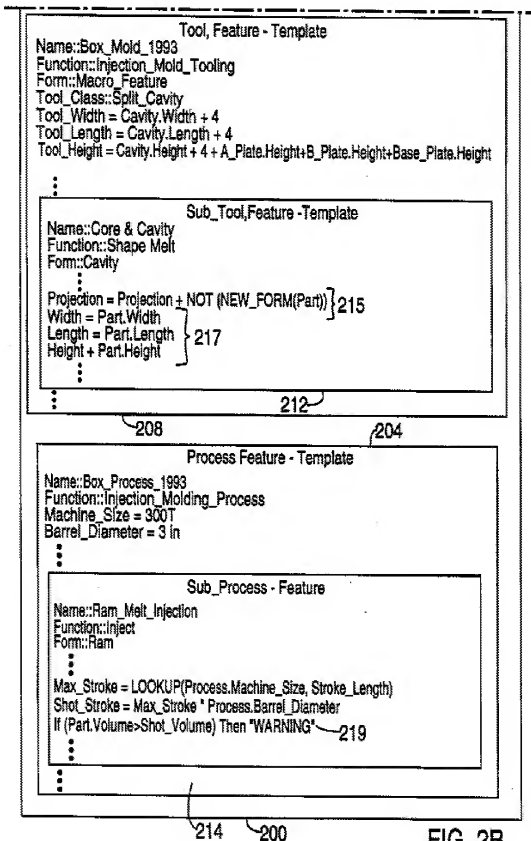 Tool, Feature - Template
Name::Box_Mold_1993
Function::Injection_Mold_Tooling
Form::Macro_Feature
Tool_Class::Split_Cavity
Tool_Width = Cavity.Width + 4
Tool_Length = Cavity.Length + 4
Tool_Height = Cavity.Height + 4 + A_Plate.Height+B_Plate.Height+Base_Plate.Height
Sub_Tool,Feature -Template
Name::Core & Cavity
Function::Shape Melt
Form::Cavity
Projection = Projection + NOT (NEW_FORM(Part)) 215
Width = Part.Width
Length = Part.Length 217
Height + Part.Height
212
208 204
Process Feature - Template
Name::Box_Process_1993
Function::Injection_Molding_Process
Machine_Size = 300T
Barrel_Diameter = 3 in
Sub_Process - Feature
Name::Ram_Melt_Injection
Function::Inject
Form::Ram
Max_Stroke = LOOKUP(Process.Machine_Size, Stroke_Length)
Shot_Stroke = Max_Stroke * Process.Barrel_Diameter
If (Part.Volume>Shot_Volume) Then "WARNING" 219
214 200
FIG. 2B